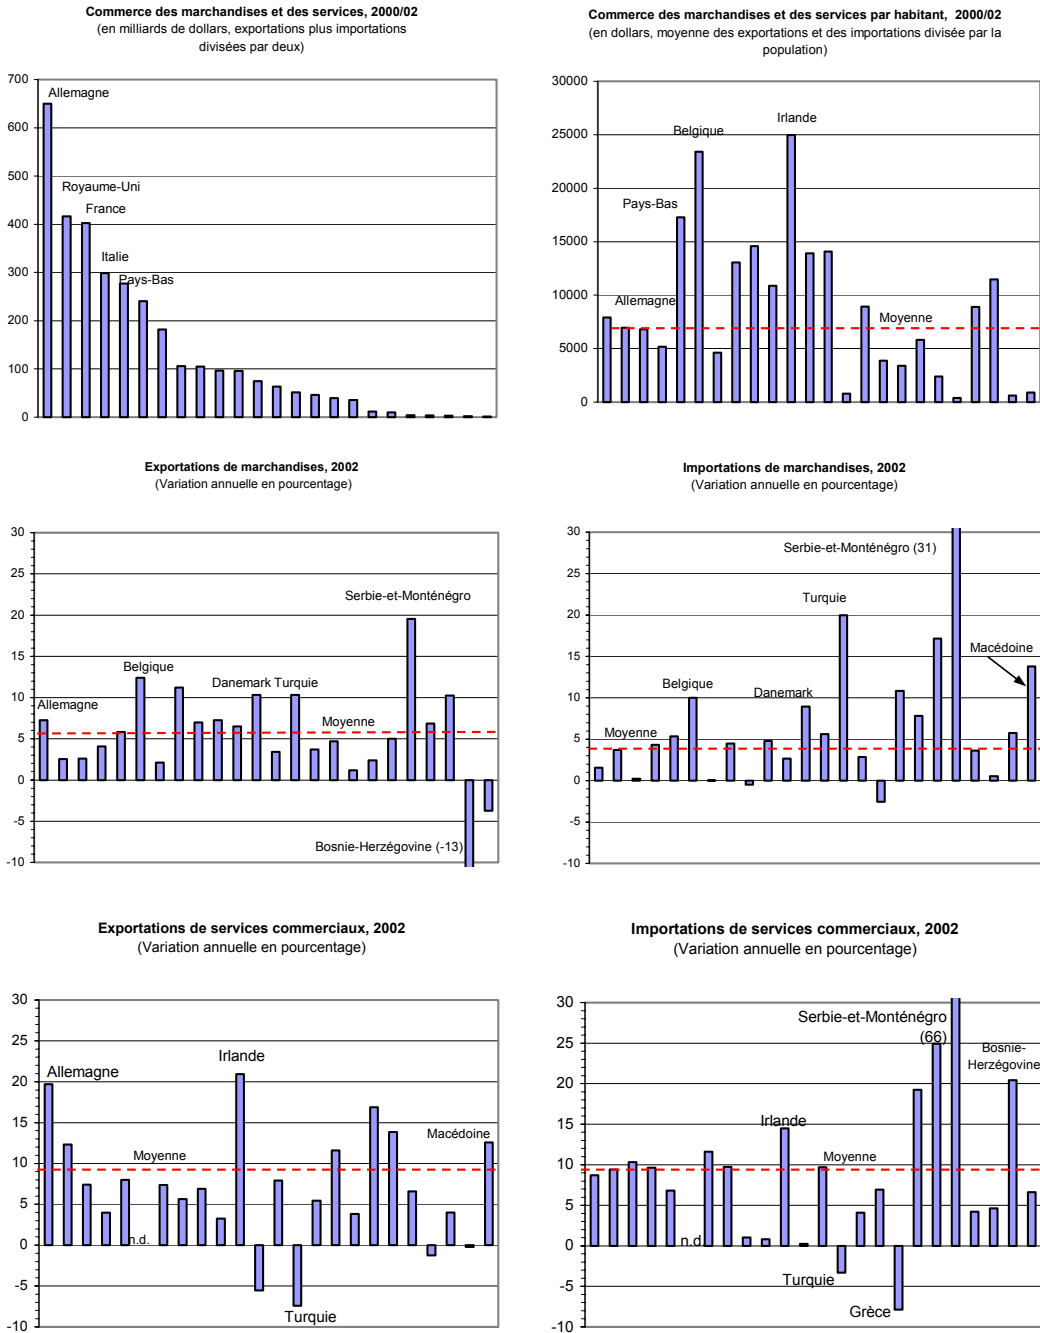 Commerce des marchandises et des services, 2000/02
(en milliards de dollars, exportations plus importations
divisées par deux)
700
600
500
400
300
200
100
0
Allemagne
Royaume-Uni
France
Italie
Pays-Bas
Commerce des marchandises et des services par habitant, 2000/02
(en dollars, moyenne des exportations et des importations divisée par la
population)
30000
25000
20000
15000
10000
5000
0
Irlande
Belgique
Pays-Bas
Allemagne
Moyenne
Exportations de marchandises, 2002
(Variation annuelle en pourcentage)
30
25
20
15
10
5
0
-5
-10
Serbie-et-Monténégro
Belgique
Danemark Turquie
Allemagne
Moyenne
Bosnie-Herzégovine (-13)
Importations de marchandises, 2002
(Variation annuelle en pourcentage)
30
25
20
15
10
5
0
-5
-10
Serbie-et-Monténégro (31)
Turquie
Macédoine
Belgique
Danemark
Moyenne
Exportations de services commerciaux, 2002
(Variation annuelle en pourcentage)
30
25
20
15
10
5
0
-5
-10
Irlande
Allemagne
Macédoine
Moyenne
n.d.
Turquie
Importations de services commerciaux, 2002
(Variation annuelle en pourcentage)
30
25
20
15
10
5
0
-5
-10
Serbie-et-Monténégro
(66)
Bosnie-
Herzégovine
Irlande
Moyenne
n.d.
Turquie
Grèce